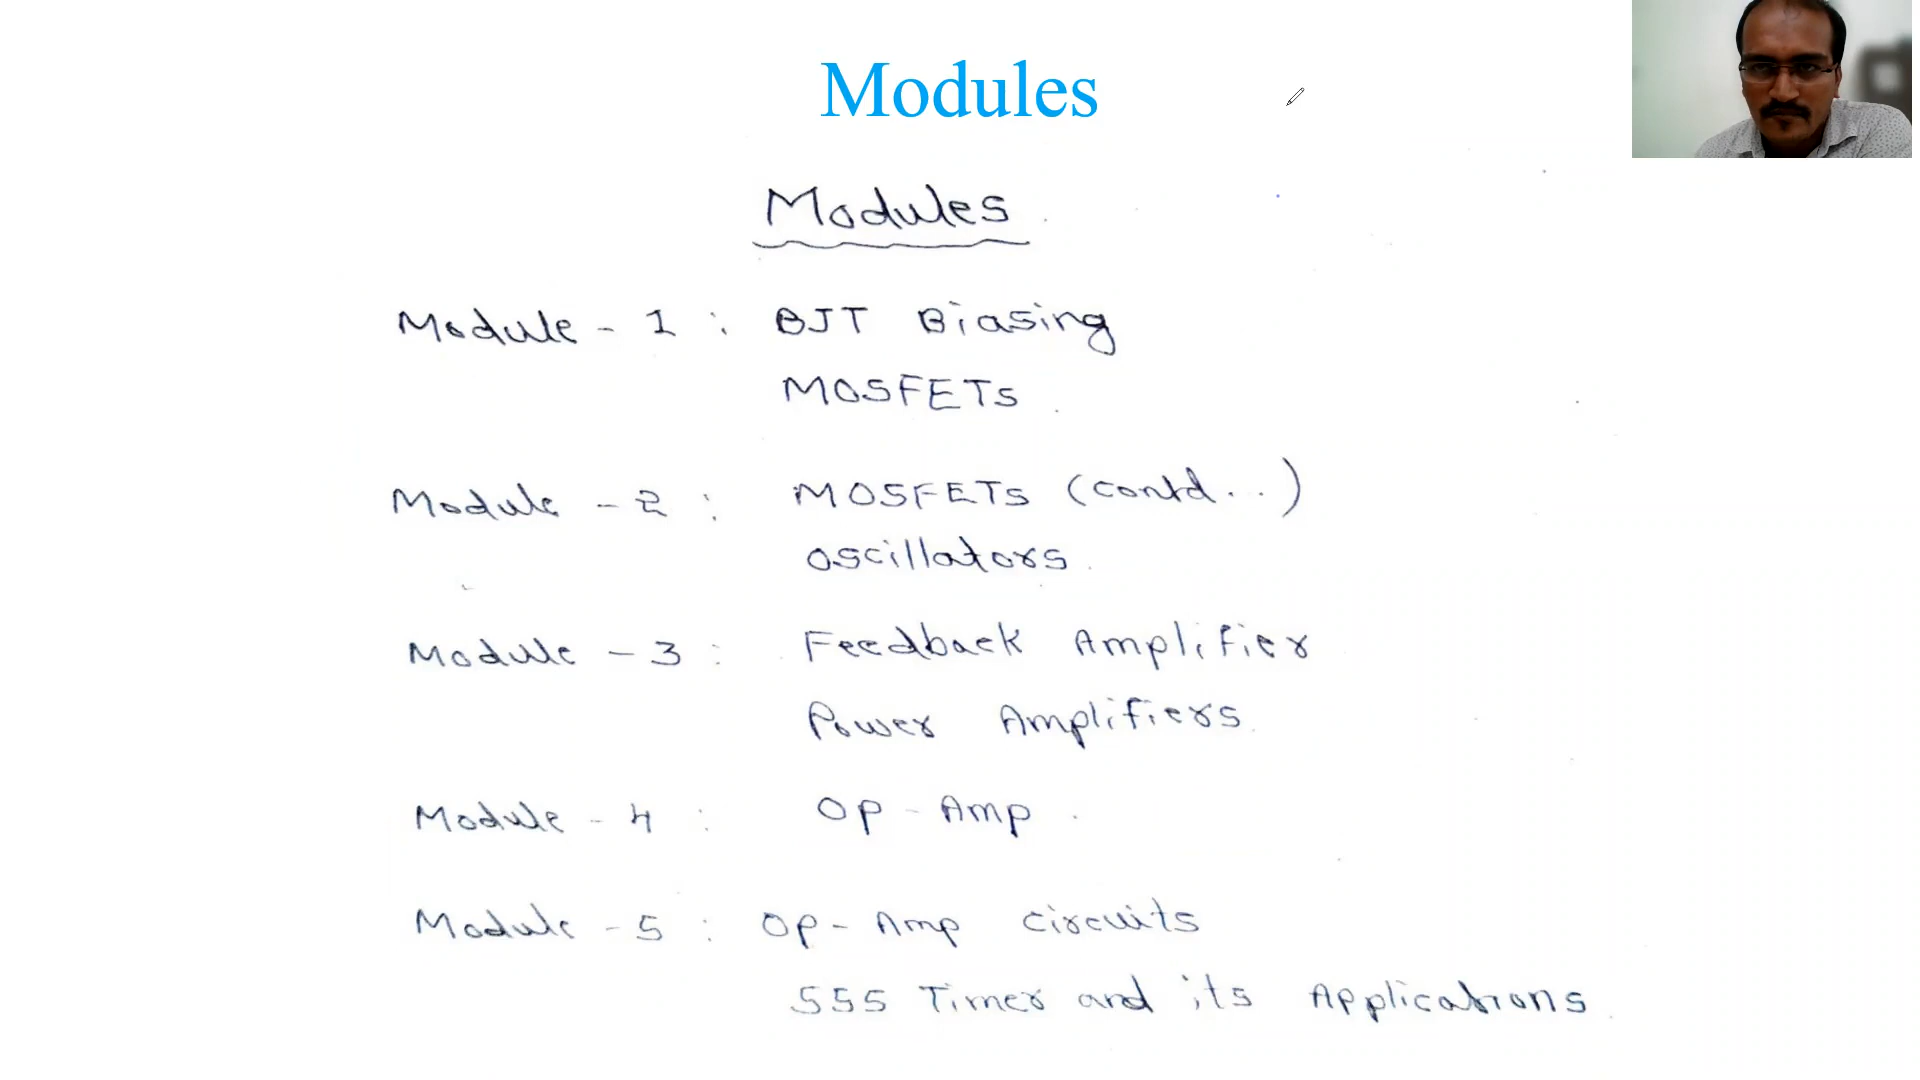 Modules
Modules
Module - 1 : BJT Biasing
MOSFETs
Module - 2 : MOSFETs (contd...)
Oscillators
Module - 3 : Feedback Amplifier
Power Amplifiers
Module - 4 : Op-Amp
Module - 5 : Op-Amp Circuits
555 Timer and its Applications